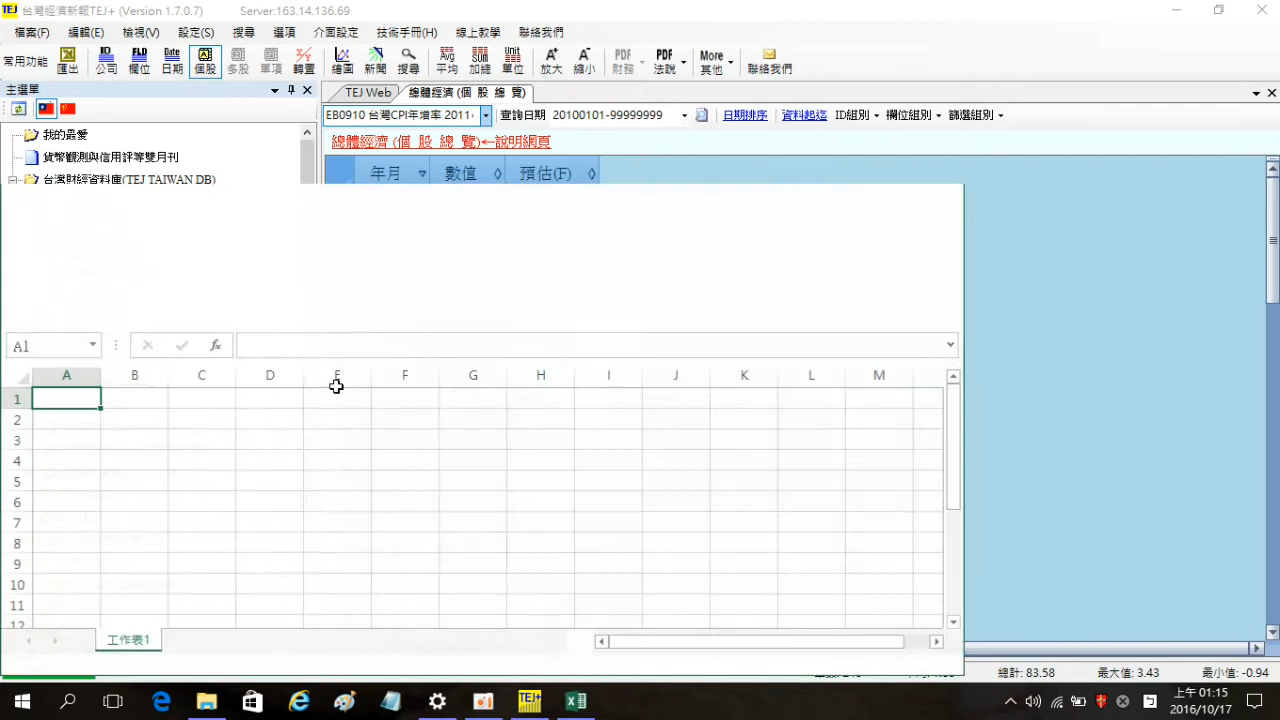 台灣經濟新報TEJ+ (Version 1.7.0.7) Server:163.14.136.69
檔案(F) 編輯(E) 檢視(V) 設定(S) 搜尋 選項 介面設定 技術手冊(H) 線上教學 聯絡我們
常用功能 匯出 公司 FLD 欄位 Date 日期 個股 多股 單項 轉置 繪圖 新聞 搜尋 Avg 平均 Sum 加總 Unit 單位 A+ 放大 A- 縮小 PDF 財務 PDF 法說 More 其他 聯絡我們
主選單 TEJ Web 總體經濟 (個 股 總 覽)
EB0910 台灣CPI年增率 2011 查詢日期 20100101-99999999 日期排序 資料起迄 ID組別 欄位組別 篩選組別
我的最愛 總體經濟 (個 股 總 覽)←說明網頁
貨幣觀測與信用評等雙月刊
年月 數值 預估(F)
台灣財經資料庫(TEJ TAIWAN DB)
A1 fx
A B C D E F G H I J K L M
1
2
3
4
5
6
7
8
9
10
11
12
工作表1
總計: 83.58 最大值: 3.43 最小值: -0.94
TEJ+ 上午 01:15
2016/10/17